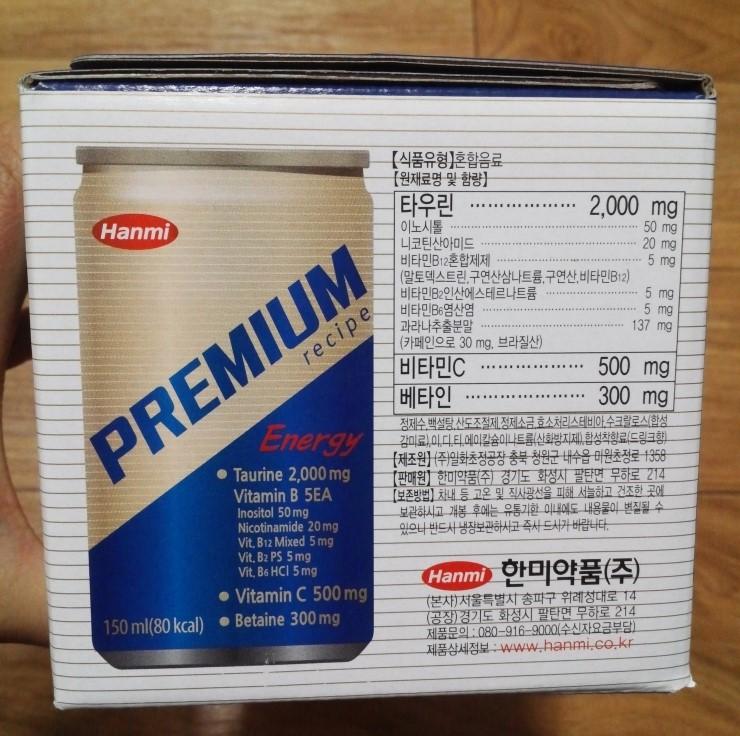 Hanmi
PREMIUM
recipe
Energy
● Taurine 2,000 mg
Vitamin B 5EA
Inositol 50 mg
Nicotinamide 20 mg
Vit. B12 Mixed 5 mg
Vit. B2 PS 5 mg
Vit. B6 HCl 5 mg
● Vitamin C 500 mg
● Betaine 300 mg
150 ml(80 kcal)
【식품유형】혼합음료
【원재료명 및 함량】
타우린 ·················· 2,000 mg
이노시톨 ·················· 50 mg
니코틴산아미드 ·················· 20 mg
비타민B12혼합제제 ·················· 5 mg
(말토덱스트린, 구연산삼나트륨, 구연산, 비타민B12)
비타민B2인산에스테르나트륨 ·················· 5 mg
비타민B6염산염 ·················· 5 mg
과라나추출분말 ·················· 137 mg
(카페인으로 30 mg, 브라질산)
비타민C ·················· 500 mg
베타인 ·················· 300 mg
정제수, 백설탕, 산도조절제, 정제소금, 효소처리스테비아, 수크랄로스(합성
감미료), 이.디.티.에이칼슘이나트륨(산화방지제), 합성착향료(드링크향)
【제조원】(주)일화초정공장 충북 청원군 내수읍 미원초정로 1358
【판매원】한미약품(주) 경기도 화성시 팔탄면 무하로 214
【보존방법】차내 등 고온 및 직사광선을 피해 서늘하고 건조한 곳에
보관하시고 개봉 후에는 유통기한 이내에도 내용물이 변질될 수
있으니 반드시 냉장보관하시고 즉시 드시기 바랍니다.
Hanmi 한미약품(주)
(본사)서울특별시 송파구 위례성대로 14
(공장)경기도 화성시 팔탄면 무하로 214
제품문의 : 080-916-9000(수신자요금부담)
제품상세정보 : www.hanmi.co.kr